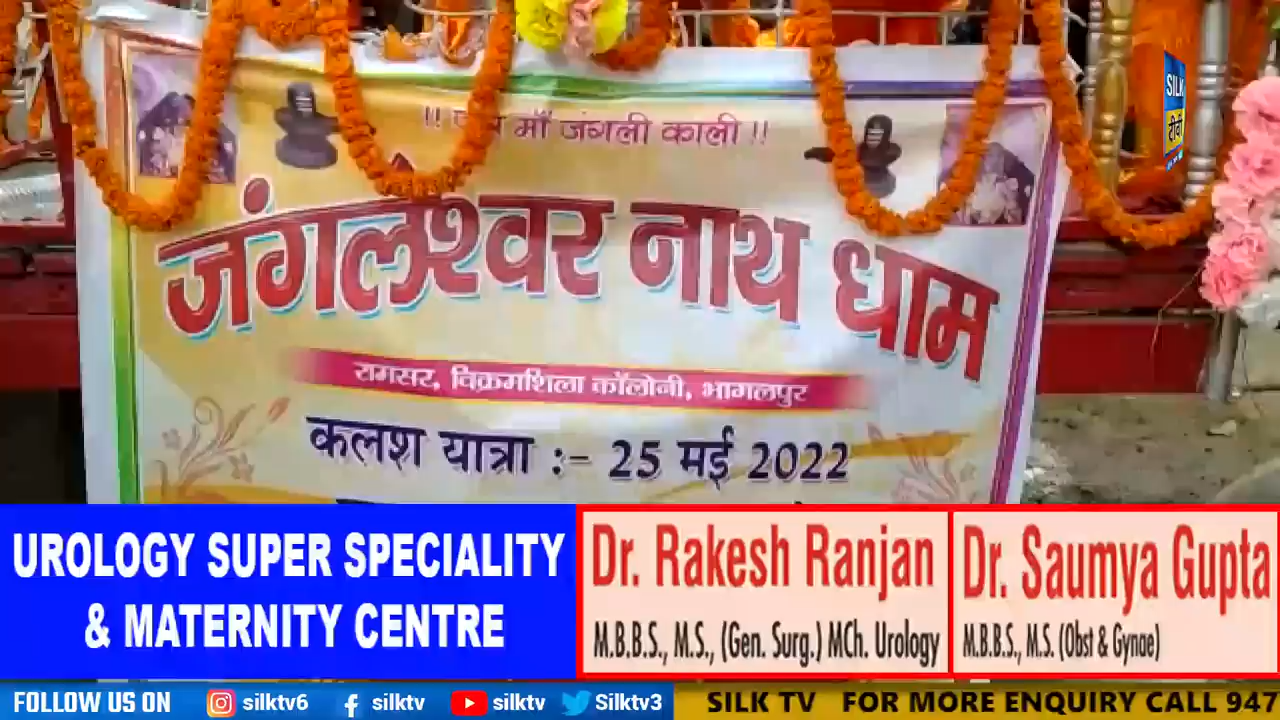 !! जय माँ जंगली काली !!
SILK
टीवी
जंगलेश्वर नाथ धाम
रामसर, विक्रमशिला कॉलोनी, भागलपुर
कलश यात्रा :- 25 मई 2022
UROLOGY SUPER SPECIALITY
& MATERNITY CENTRE
Dr. Rakesh Ranjan
M.B.B.S., M.S., (Gen. Surg.) MCh. Urology
Dr. Saumya Gupta
M.B.B.S., M.S. (Obst & Gynae)
FOLLOW US ON silktv6 silktv silktv Silktv3 SILK TV FOR MORE ENQUIRY CALL 947